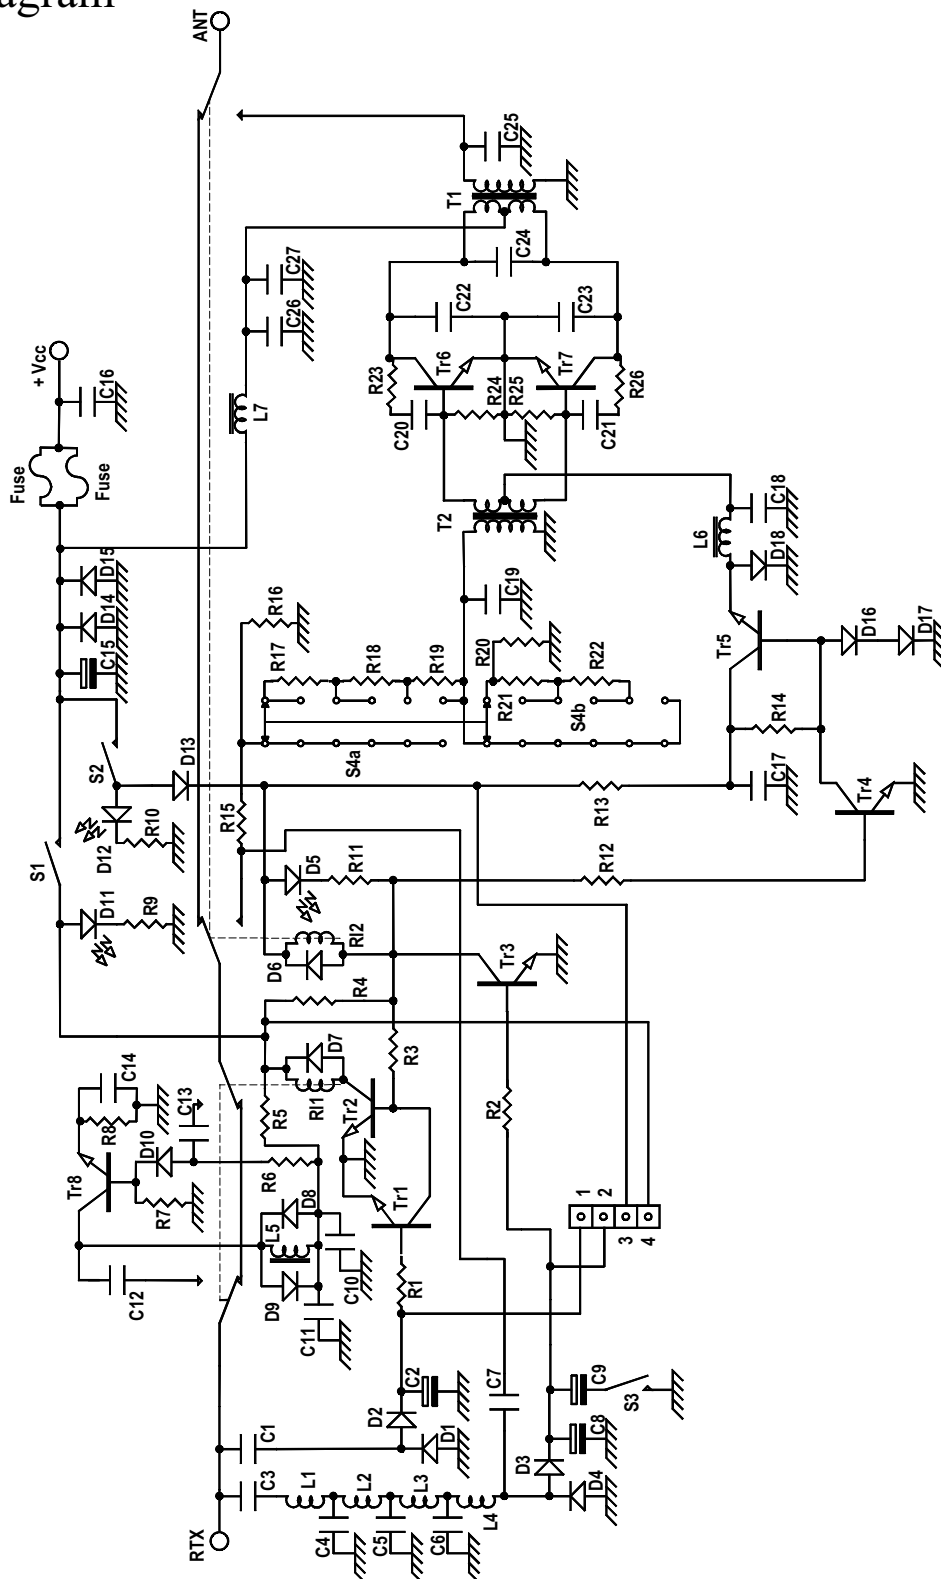 agram
ANT
+ Vcc
C16
Fuse
Fuse
C25
T1
C27
C26
L7
C24
C22
C23
Tr6
Tr7
R23
R24
R25
R26
C20
C21
T2
C18
L6
D18
C19
D15
D14
C15
R16
R17
R18
R19
R20
R21
R22
S4a
S4b
Tr5
D16
D17
R14
C17
Tr4
S2
D13
D12
R10
R15
R13
R12
S1
D11
R9
D5
R11
D6
Rl2
Tr3
R4
R3
R2
D7
Rl1
Tr2
R5
C14
R8
C13
D10
Tr8
R7
R6
D8
L5
D9
C10
C11
C12
Tr1
R1
1
2
3
4
C2
D2
D1
C7
C9
S3
C8
D3
D4
C1
C3
L1
L2
L3
L4
C4
C5
C6
RTX